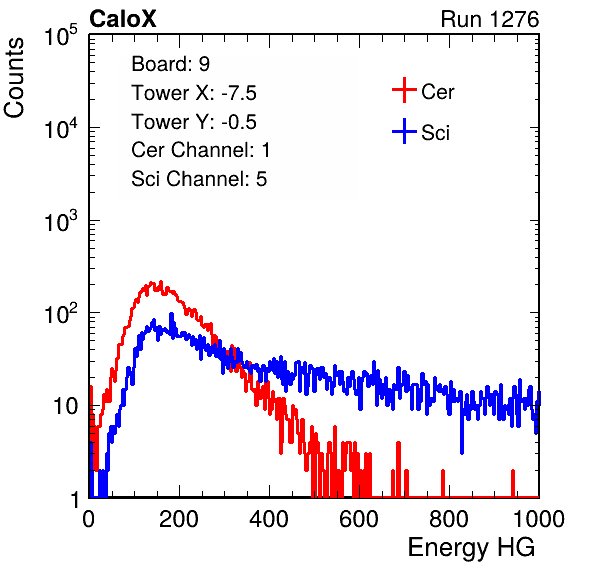 CaloX Run 1276
Counts
Board: 9
Tower X: -7.5
Tower Y: -0.5
Cer Channel: 1
Sci Channel: 5
Cer
Sci
10^5
10^4
10^3
10^2
10
1
0 200 400 600 800 1000
Energy HG